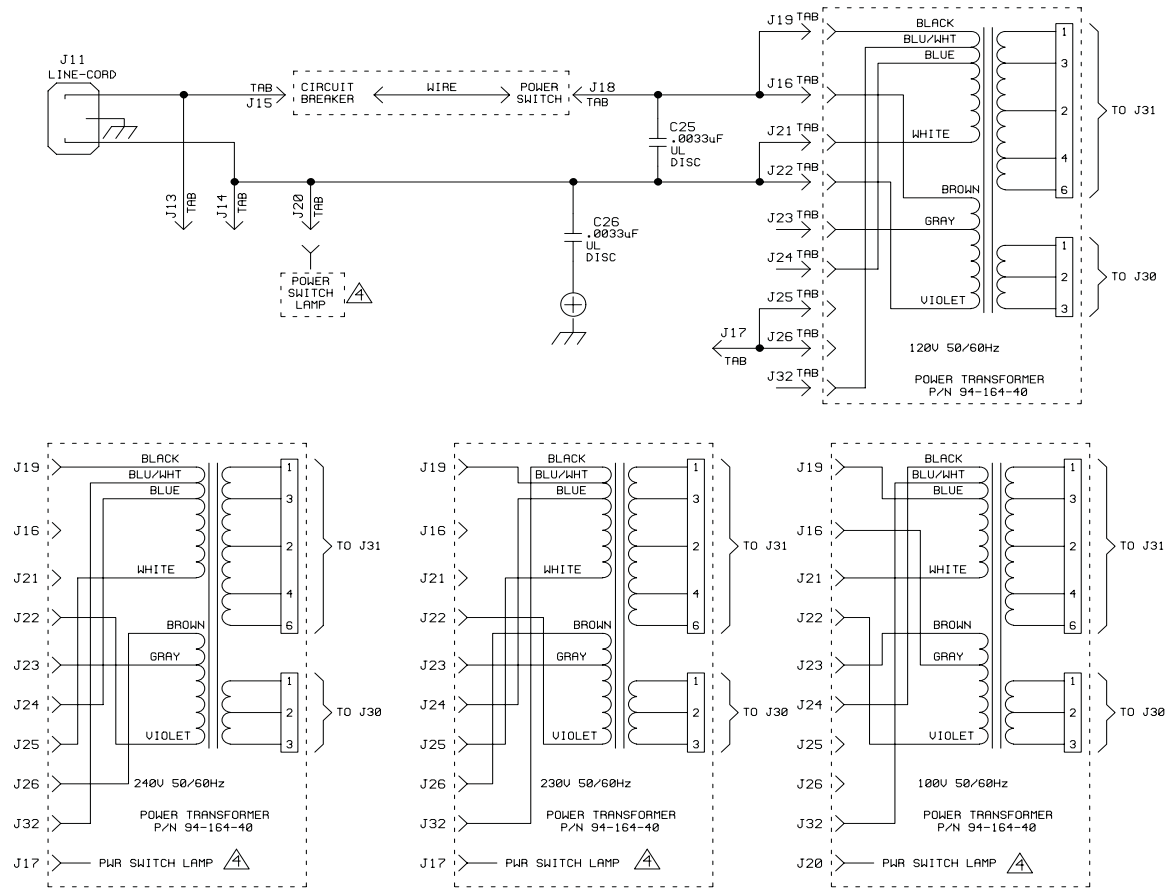 J11
LINE-CORD
TAB
J15
CIRCUIT
BREAKER
WIRE
POWER
SWITCH
J18
TAB
C25
.0033uF
UL
DISC
J13
TAB
J14
TAB
J20
TAB
POWER
SWITCH
LAMP
4
C26
.0033uF
UL
DISC
J19 TAB
J16 TAB
J21 TAB
J22 TAB
J23 TAB
J24 TAB
J25 TAB
J17
TAB
J26 TAB
J32 TAB
BLACK
BLU/WHT
BLUE
WHITE
BROWN
GRAY
VIOLET
1
3
2
4
6
TO J31
1
2
3
TO J30
120V 50/60Hz
POWER TRANSFORMER
P/N 94-164-40
J19
J16
J21
J22
J23
J24
J25
J26
J32
J17
BLACK
BLU/WHT
BLUE
WHITE
BROWN
GRAY
VIOLET
1
3
2
4
6
TO J31
1
2
3
TO J30
240V 50/60Hz
POWER TRANSFORMER
P/N 94-164-40
PWR SWITCH LAMP 4
J19
J16
J21
J22
J23
J24
J25
J26
J32
J17
BLACK
BLU/WHT
BLUE
WHITE
BROWN
GRAY
VIOLET
1
3
2
4
6
TO J31
1
2
3
TO J30
230V 50/60Hz
POWER TRANSFORMER
P/N 94-164-40
PWR SWITCH LAMP 4
J19
J16
J21
J22
J23
J24
J25
J26
J32
J20
BLACK
BLU/WHT
BLUE
WHITE
BROWN
GRAY
VIOLET
1
3
2
4
6
TO J31
1
2
3
TO J30
100V 50/60Hz
POWER TRANSFORMER
P/N 94-164-40
PWR SWITCH LAMP 4